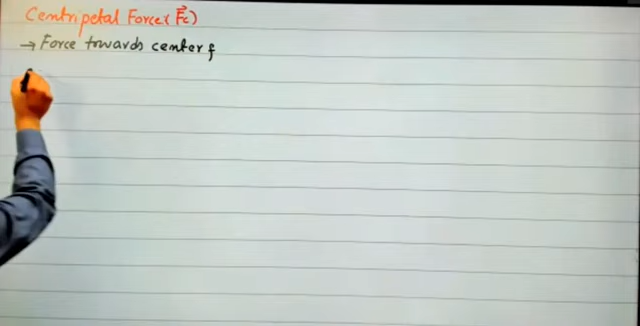 Centripetal Force (F⃗c)
→ Force towards center